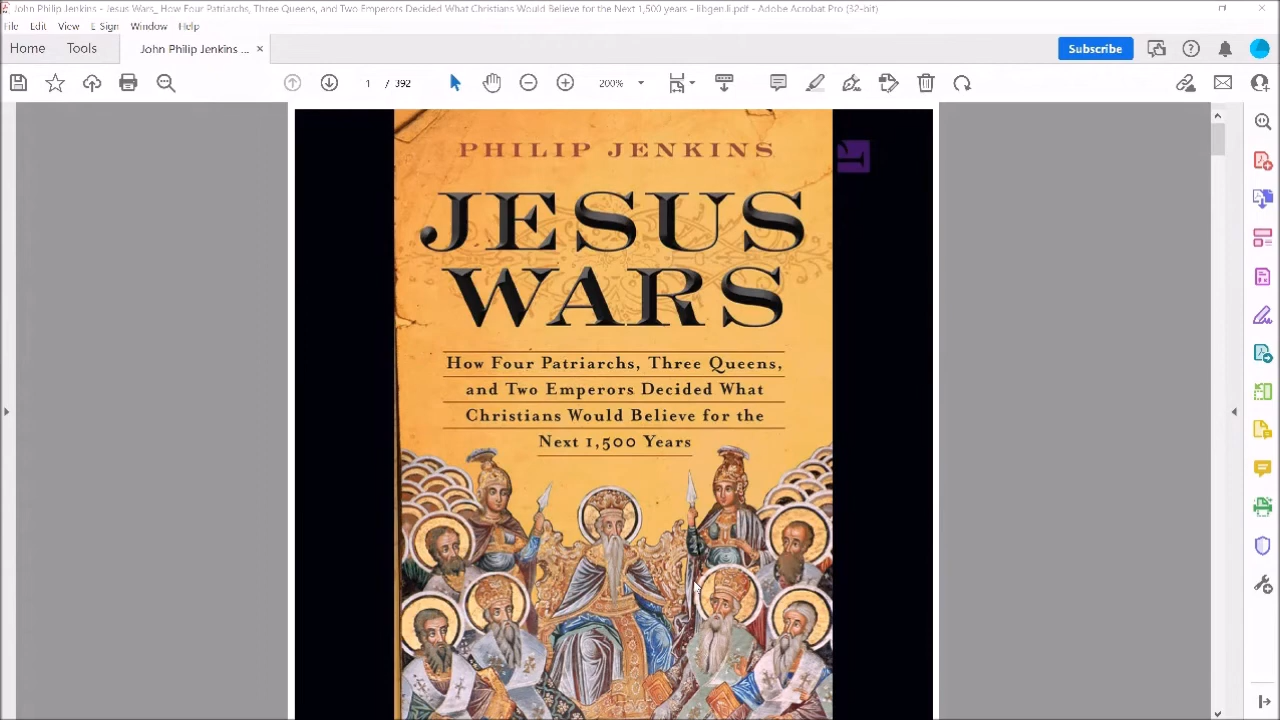 John Philip Jenkins - Jesus Wars_ How Four Patriarchs, Three Queens, and Two Emperors Decided What Christians Would Believe for the Next 1,500 years - libgen.li.pdf - Adobe Acrobat Pro (32-bit)
File Edit View E Sign Window Help
Home Tools John Philip Jenkins ... × Subscribe
1 / 392 200%
PHILIP JENKINS
JESUS
WARS
How Four Patriarchs, Three Queens,
and Two Emperors Decided What
Christians Would Believe for the
Next 1,500 Years